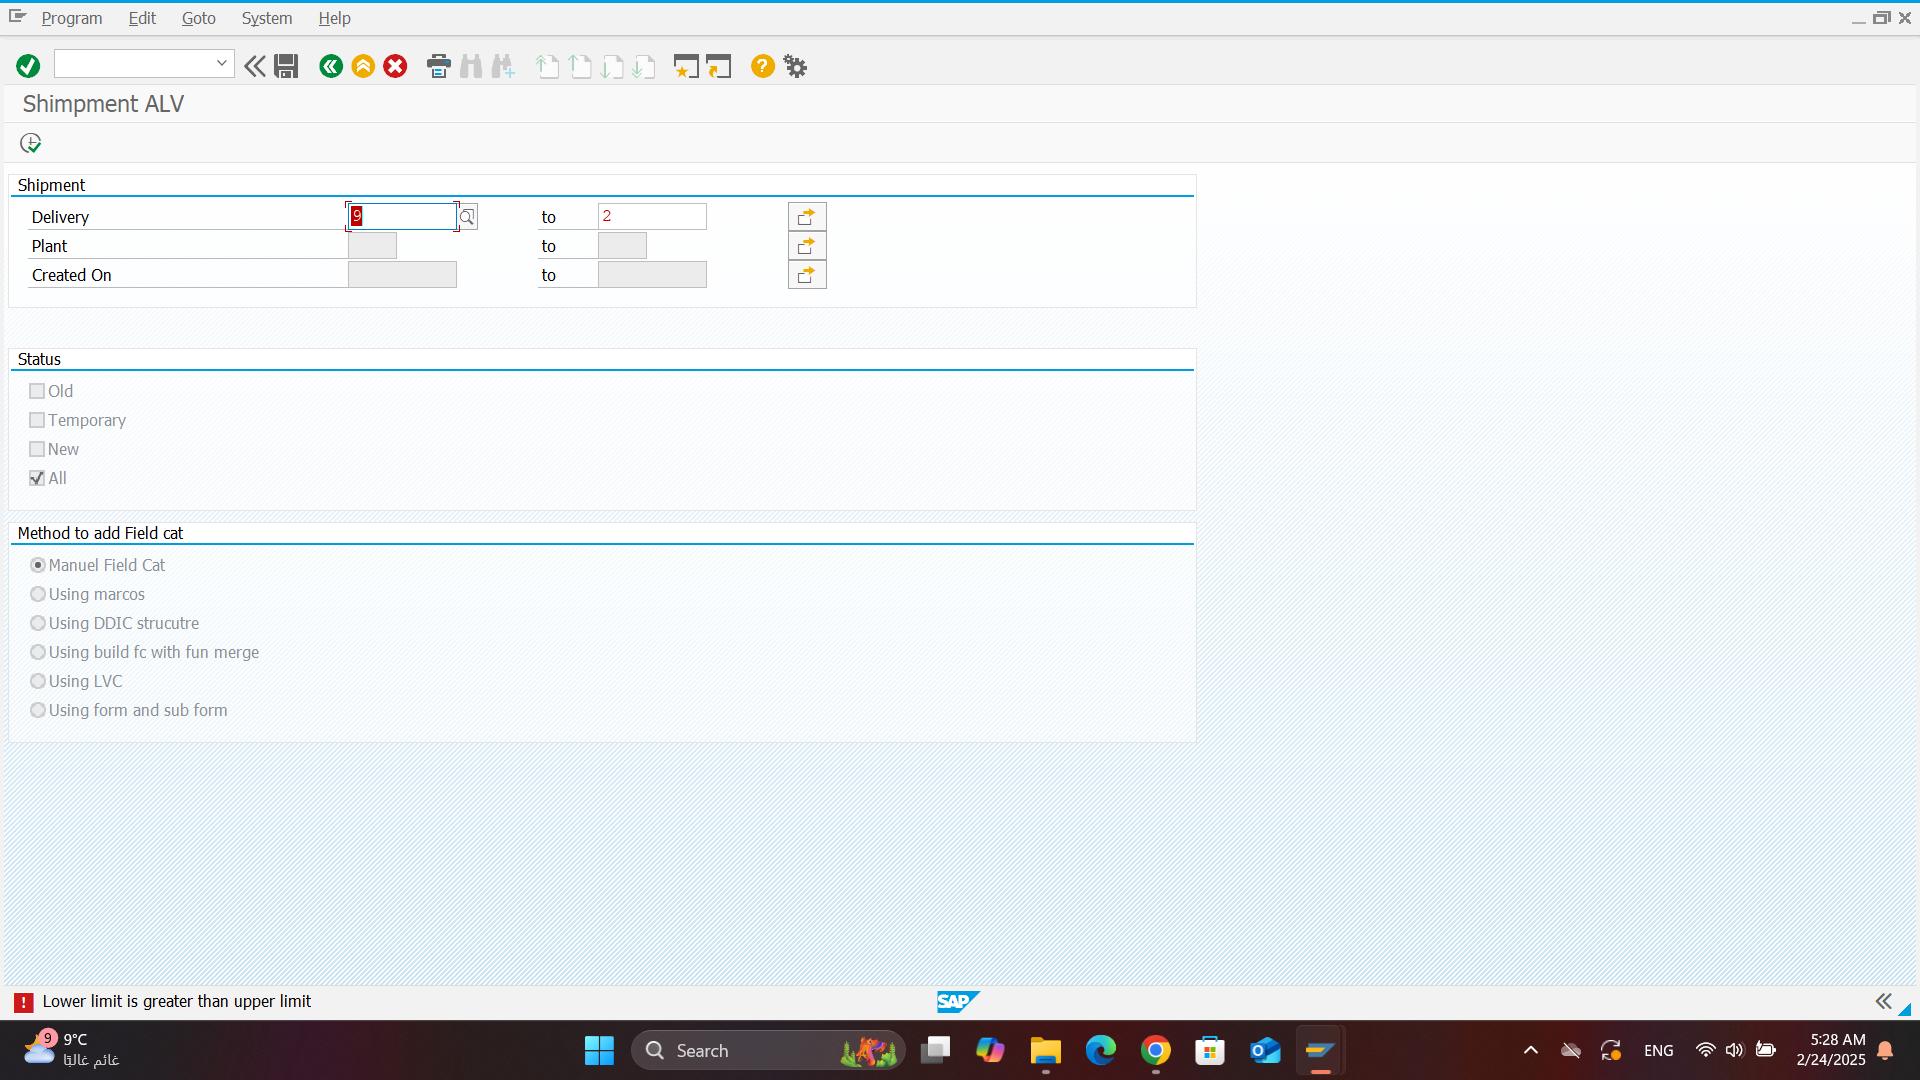 Program Edit Goto System Help
Shimpment ALV
Shipment
Delivery 9 to 2
Plant to
Created On to
Status
Old
Temporary
New
All
Method to add Field cat
Manuel Field Cat
Using marcos
Using DDIC strucutre
Using build fc with fun merge
Using LVC
Using form and sub form
Lower limit is greater than upper limit
SAP
9 9°C
غائم غالبًا
Search
ENG
5:28 AM
2/24/2025